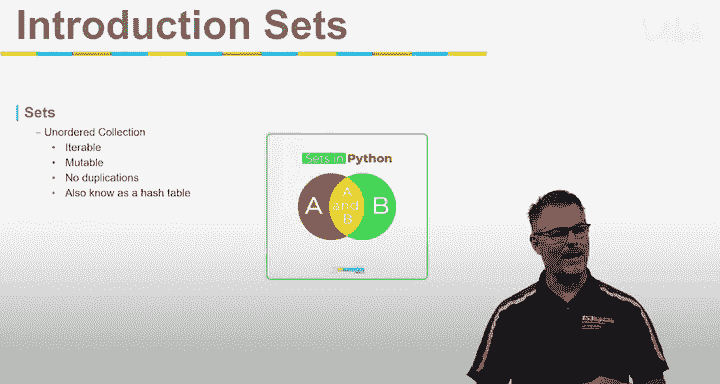 Introduction Sets
Sets
– Unordered Collection
• Iterable
• Mutable
• No duplications
• Also know as a hash table
Sets in Python
A
A
and
B
B